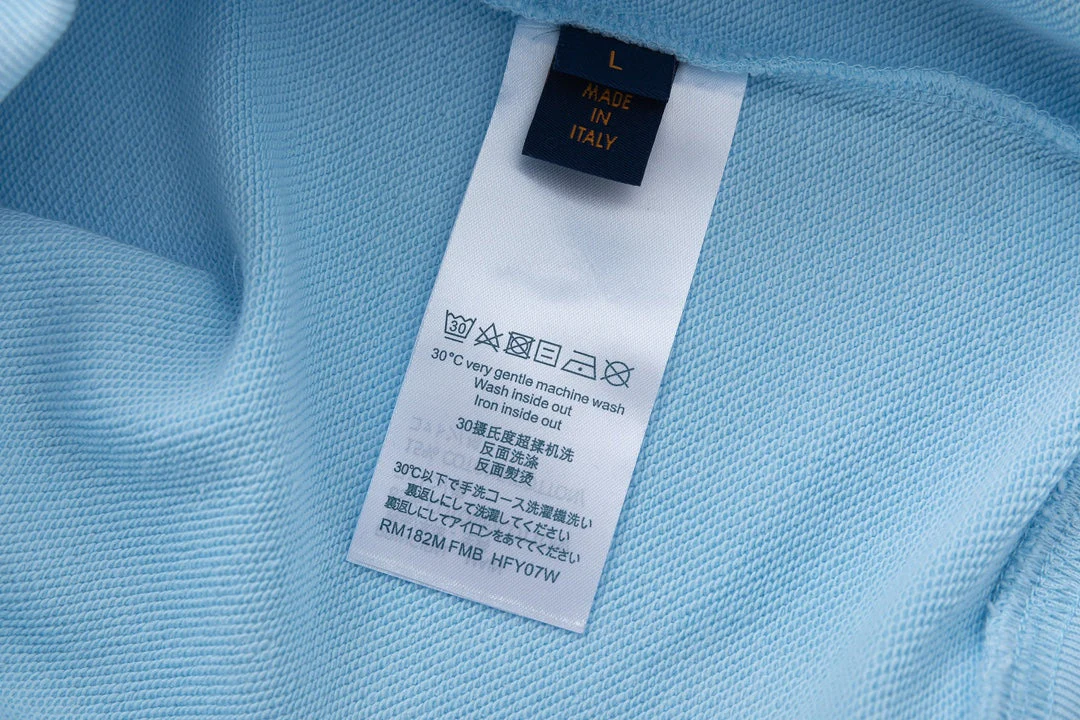 L
MADE
IN
ITALY
30
30°C very gentle machine wash
Wash inside out
Iron inside out
30摄氏度超揉机洗
反面洗涤
反面熨烫
30℃以下で手洗コース洗濯機洗い
裏返しにして洗濯してください
裏返しにしてアイロンをあててください
RM182M FMB HFY07W